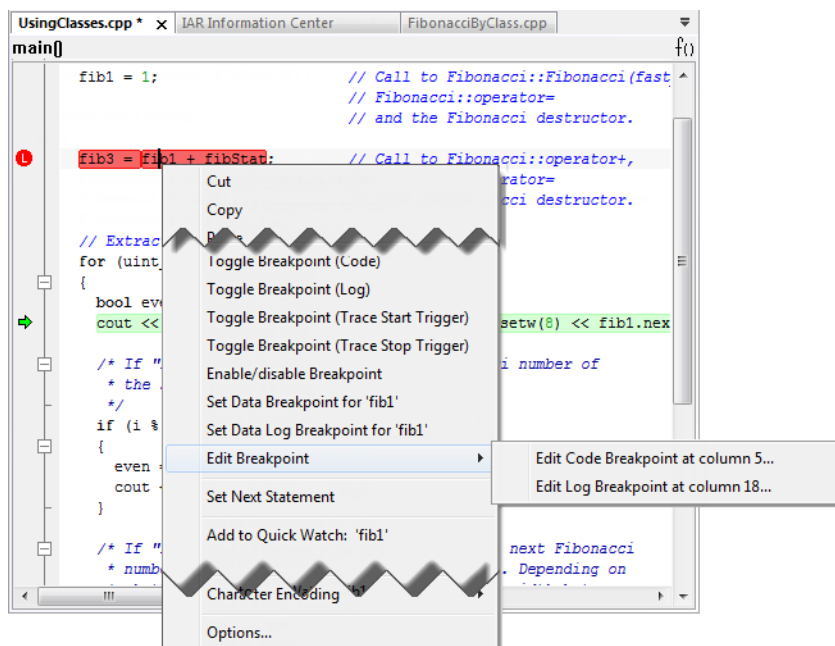 UsingClasses.cpp * x IAR Information Center FibonacciByClass.cpp
main() f()
fib1 = 1; // Call to Fibonacci::Fibonacci(fast
// Fibonacci::operator=
// and the Fibonacci destructor.
L fib3 = fib1 + fibStat; // Call to Fibonacci::operator+,
rator=
cci destructor.
// Extrac
for (uint_
{
bool eve
cout << setw(8) << fib1.nex
/* If " i number of
* the
*/
if (i %
{
even =
cout
}
/* If " next Fibonacci
* numb . Depending on
Cut
Copy
Toggle Breakpoint (Code)
Toggle Breakpoint (Log)
Toggle Breakpoint (Trace Start Trigger)
Toggle Breakpoint (Trace Stop Trigger)
Enable/disable Breakpoint
Set Data Breakpoint for 'fib1'
Set Data Log Breakpoint for 'fib1'
Edit Breakpoint
Set Next Statement
Add to Quick Watch: 'fib1'
Character Encoding
Options...
Edit Code Breakpoint at column 5...
Edit Log Breakpoint at column 18...